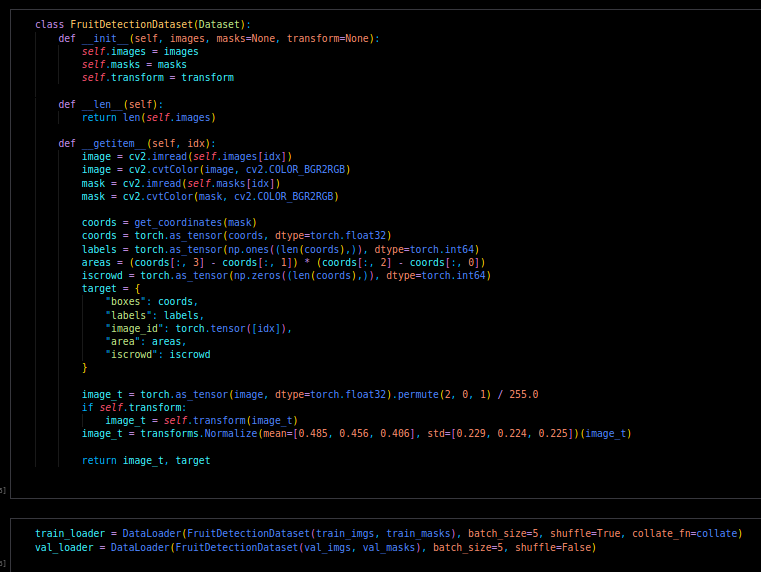 class FruitDetectionDataset(Dataset):
    def __init__(self, images, masks=None, transform=None):
        self.images = images
        self.masks = masks
        self.transform = transform
    def __len__(self):
        return len(self.images)
    def __getitem__(self, idx):
        image = cv2.imread(self.images[idx])
        image = cv2.cvtColor(image, cv2.COLOR_BGR2RGB)
        mask = cv2.imread(self.masks[idx])
        mask = cv2.cvtColor(mask, cv2.COLOR_BGR2RGB)
        coords = get_coordinates(mask)
        coords = torch.as_tensor(coords, dtype=torch.float32)
        labels = torch.as_tensor(np.ones((len(coords),)), dtype=torch.int64)
        areas = (coords[:, 3] - coords[:, 1]) * (coords[:, 2] - coords[:, 0])
        iscrowd = torch.as_tensor(np.zeros((len(coords),)), dtype=torch.int64)
        target = {
            "boxes": coords,
            "labels": labels,
            "image_id": torch.tensor([idx]),
            "area": areas,
            "iscrowd": iscrowd
        }
        image_t = torch.as_tensor(image, dtype=torch.float32).permute(2, 0, 1) / 255.0
        if self.transform:
            image_t = self.transform(image_t)
        image_t = transforms.Normalize(mean=[0.485, 0.456, 0.406], std=[0.229, 0.224, 0.225])(image_t)
        return image_t, target
train_loader = DataLoader(FruitDetectionDataset(train_imgs, train_masks), batch_size=5, shuffle=True, collate_fn=collate)
val_loader = DataLoader(FruitDetectionDataset(val_imgs, val_masks), batch_size=5, shuffle=False)